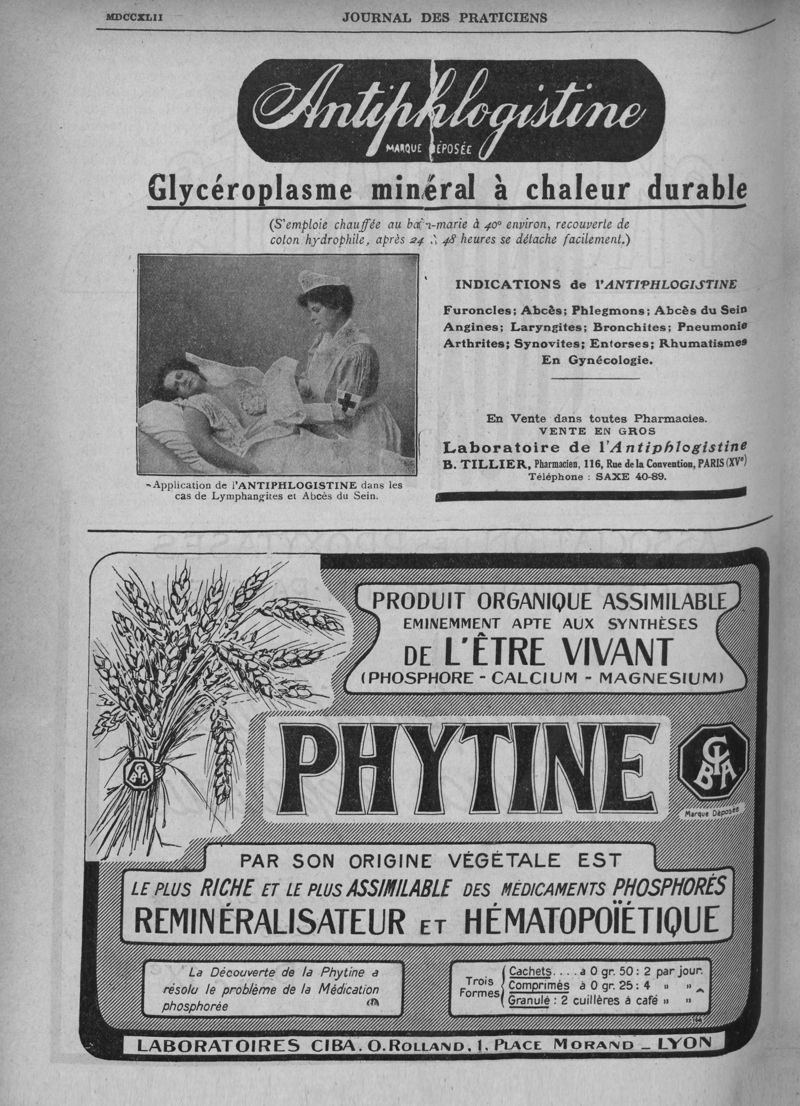 MDCCXLII
JOURNAL DES PRATICIENS
Antiphlogistine
MARQUE DÉPOSÉE
Glycéroplasme minéral à chaleur durable
(S'emploie chauffée au bain-marie à 40° environ, recouverte de
coton hydrophile, après 24 à 48 heures se détache facilement.)
INDICATIONS de l'ANTIPHLOGISTINE
Furoncles; Abcès; Phlegmons; Abcès du Sein
Angines; Laryngites; Bronchites; Pneumonie
Arthrites; Synovites; Entorses; Rhumatismes
En Gynécologie.
En Vente dans toutes Pharmacies.
VENTE EN GROS
Laboratoire de l'Antiphlogistine
B. TILLIER, Pharmacien, 116, Rue de la Convention, PARIS (XVe)
Téléphone : SAXE 40-89.
Application de l'ANTIPHLOGISTINE dans les
cas de Lymphangites et Abcès du Sein.
PRODUIT ORGANIQUE ASSIMILABLE
EMINEMMENT APTE AUX SYNTHÈSES
DE L'ÊTRE VIVANT
(PHOSPHORE - CALCIUM - MAGNESIUM)
PHYTINE
CIBA
CIBA
Marque Déposée
PAR SON ORIGINE VÉGÉTALE EST
LE PLUS RICHE ET LE PLUS ASSIMILABLE DES MÉDICAMENTS PHOSPHORÉS
REMINÉRALISATEUR ET HÉMATOPOÏÉTIQUE
La Découverte de la Phytine a
résolu le problème de la Médication
phosphorée
Trois
Formes
Cachets.... à 0 gr. 50 : 2 par jour.
Comprimés à 0 gr. 25 : 4 " "
Granulé : 2 cuillères à café " "
LABORATOIRES CIBA. O. ROLLAND, 1, PLACE MORAND _ LYON